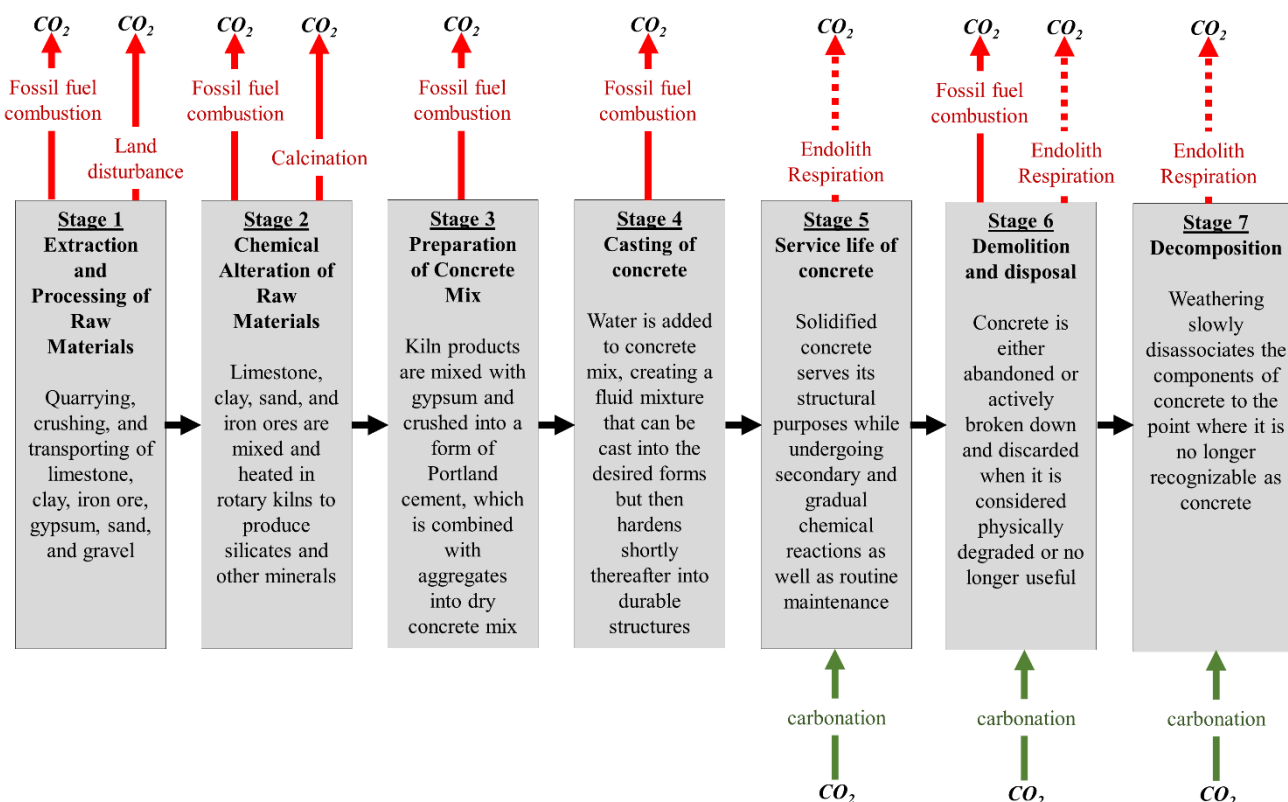 CO2
CO2
CO2
CO2
CO2
CO2
CO2
CO2
CO2
CO2
Fossil fuel
combustion
Land
disturbance
Fossil fuel
combustion
Calcination
Fossil fuel
combustion
Fossil fuel
combustion
Endolith
Respiration
Fossil fuel
combustion
Endolith
Respiration
Endolith
Respiration
Stage 1
Extraction
and
Processing of
Raw
Materials
Quarrying,
crushing, and
transporting of
limestone,
clay, iron ore,
gypsum, sand,
and gravel
Stage 2
Chemical
Alteration of
Raw
Materials
Limestone,
clay, sand, and
iron ores are
mixed and
heated in
rotary kilns to
produce
silicates and
other minerals
Stage 3
Preparation
of Concrete
Mix
Kiln products
are mixed with
gypsum and
crushed into a
form of
Portland
cement, which
is combined
with
aggregates
into dry
concrete mix
Stage 4
Casting of
concrete
Water is added
to concrete
mix, creating a
fluid mixture
that can be
cast into the
desired forms
but then
hardens
shortly
thereafter into
durable
structures
Stage 5
Service life of
concrete
Solidified
concrete
serves its
structural
purposes while
undergoing
secondary and
gradual
chemical
reactions as
well as routine
maintenance
Stage 6
Demolition
and disposal
Concrete is
either
abandoned or
actively
broken down
and discarded
when it is
considered
physically
degraded or no
longer useful
Stage 7
Decomposition
Weathering
slowly
disassociates the
components of
concrete to the
point where it is
no longer
recognizable as
concrete
carbonation
carbonation
carbonation
CO2
CO2
CO2